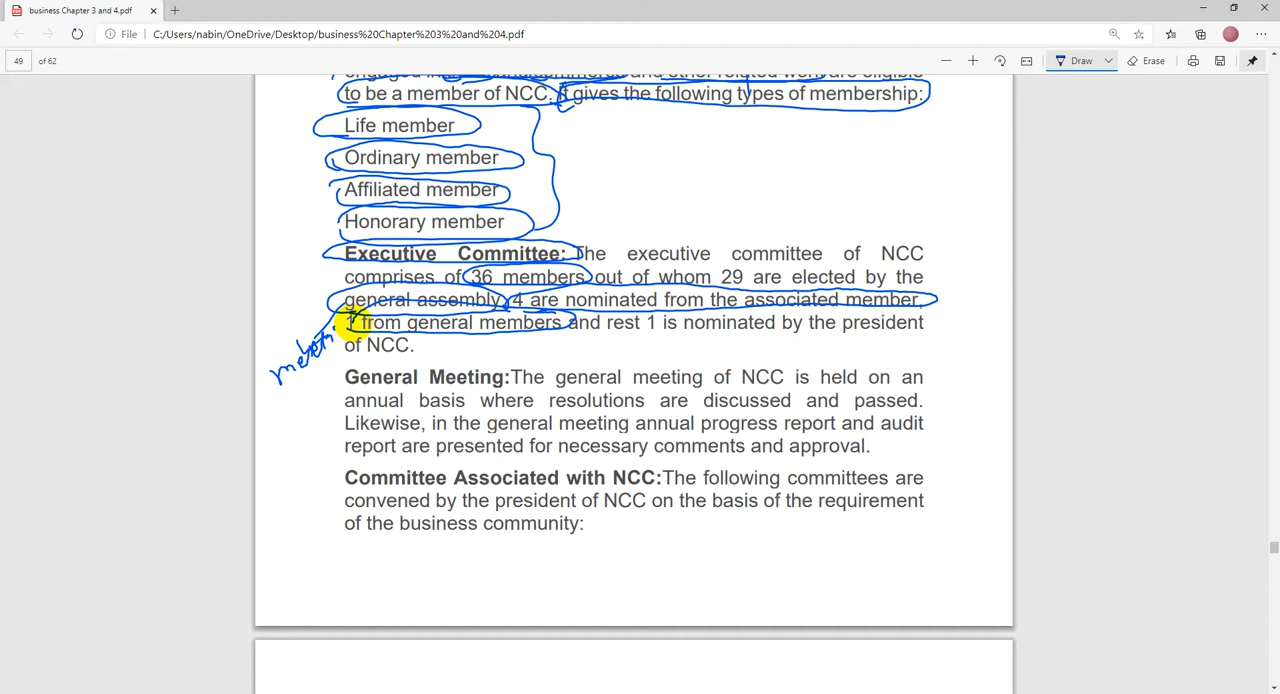 business Chapter 3 and 4.pdf
File C:/Users/nabin/OneDrive/Desktop/business%20Chapter%203%20and%204.pdf
49 of 62 Draw Erase
to be a member of NCC. It gives the following types of membership:
Life member
Ordinary member
Affiliated member
Honorary member
Executive Committee: The executive committee of NCC
comprises of 36 members out of whom 29 are elected by the
general assembly, 4 are nominated from the associated member,
from general members and rest 1 is nominated by the president
of NCC.
General Meeting:The general meeting of NCC is held on an
annual basis where resolutions are discussed and passed.
Likewise, in the general meeting annual progress report and audit
report are presented for necessary comments and approval.
Committee Associated with NCC:The following committees are
convened by the president of NCC on the basis of the requirement
of the business community: